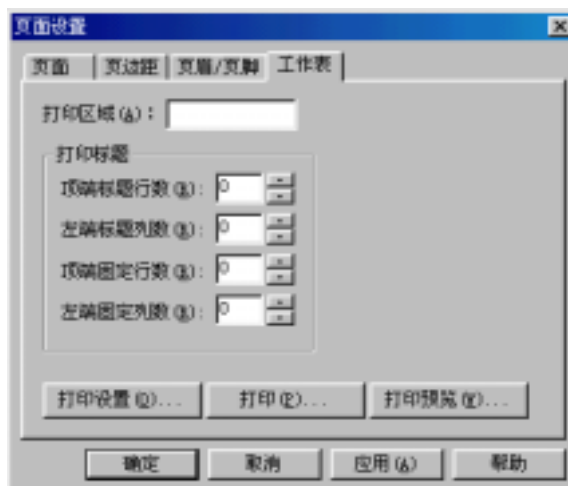 页面设置
页面 页边距 页眉/页脚 工作表
打印区域(A):
打印标题
顶端标题行数(R): 0
左端标题列数 : 0
顶端固定行数(R): 0
左端固定列数 : 0
打印设置(O)... 打印(P)... 打印预览(V)...
确定 取消 应用(A) 帮助